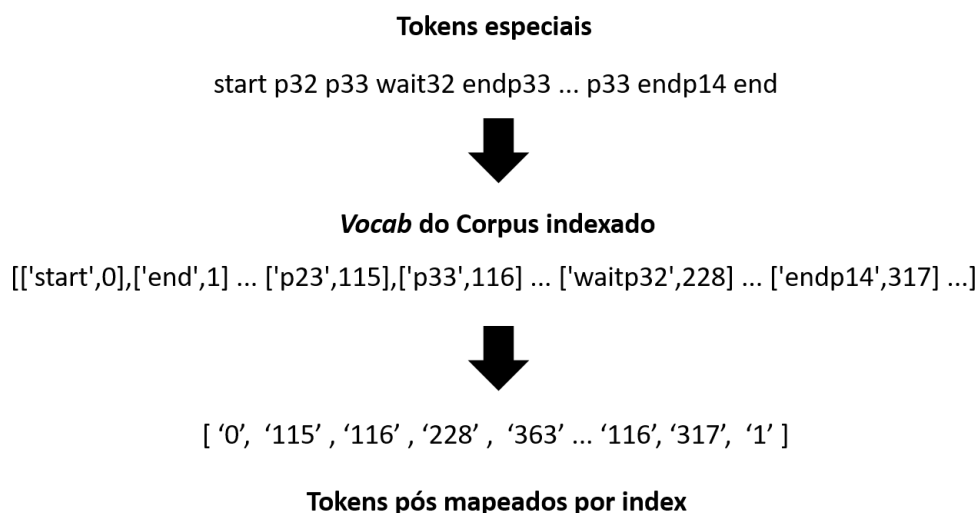 Tokens especiais
start p32 p33 wait32 endp33 ... p33 endp14 end
Vocab do Corpus indexado
[['start',0],['end',1] ... ['p23',115],['p33',116] ... ['waitp32',228] ... ['endp14',317] ...]
[ ‘0’, ‘115’ , ‘116’ , ‘228’ , ‘363’ ... ‘116’, ‘317’, ‘1’ ]
Tokens pós mapeados por index